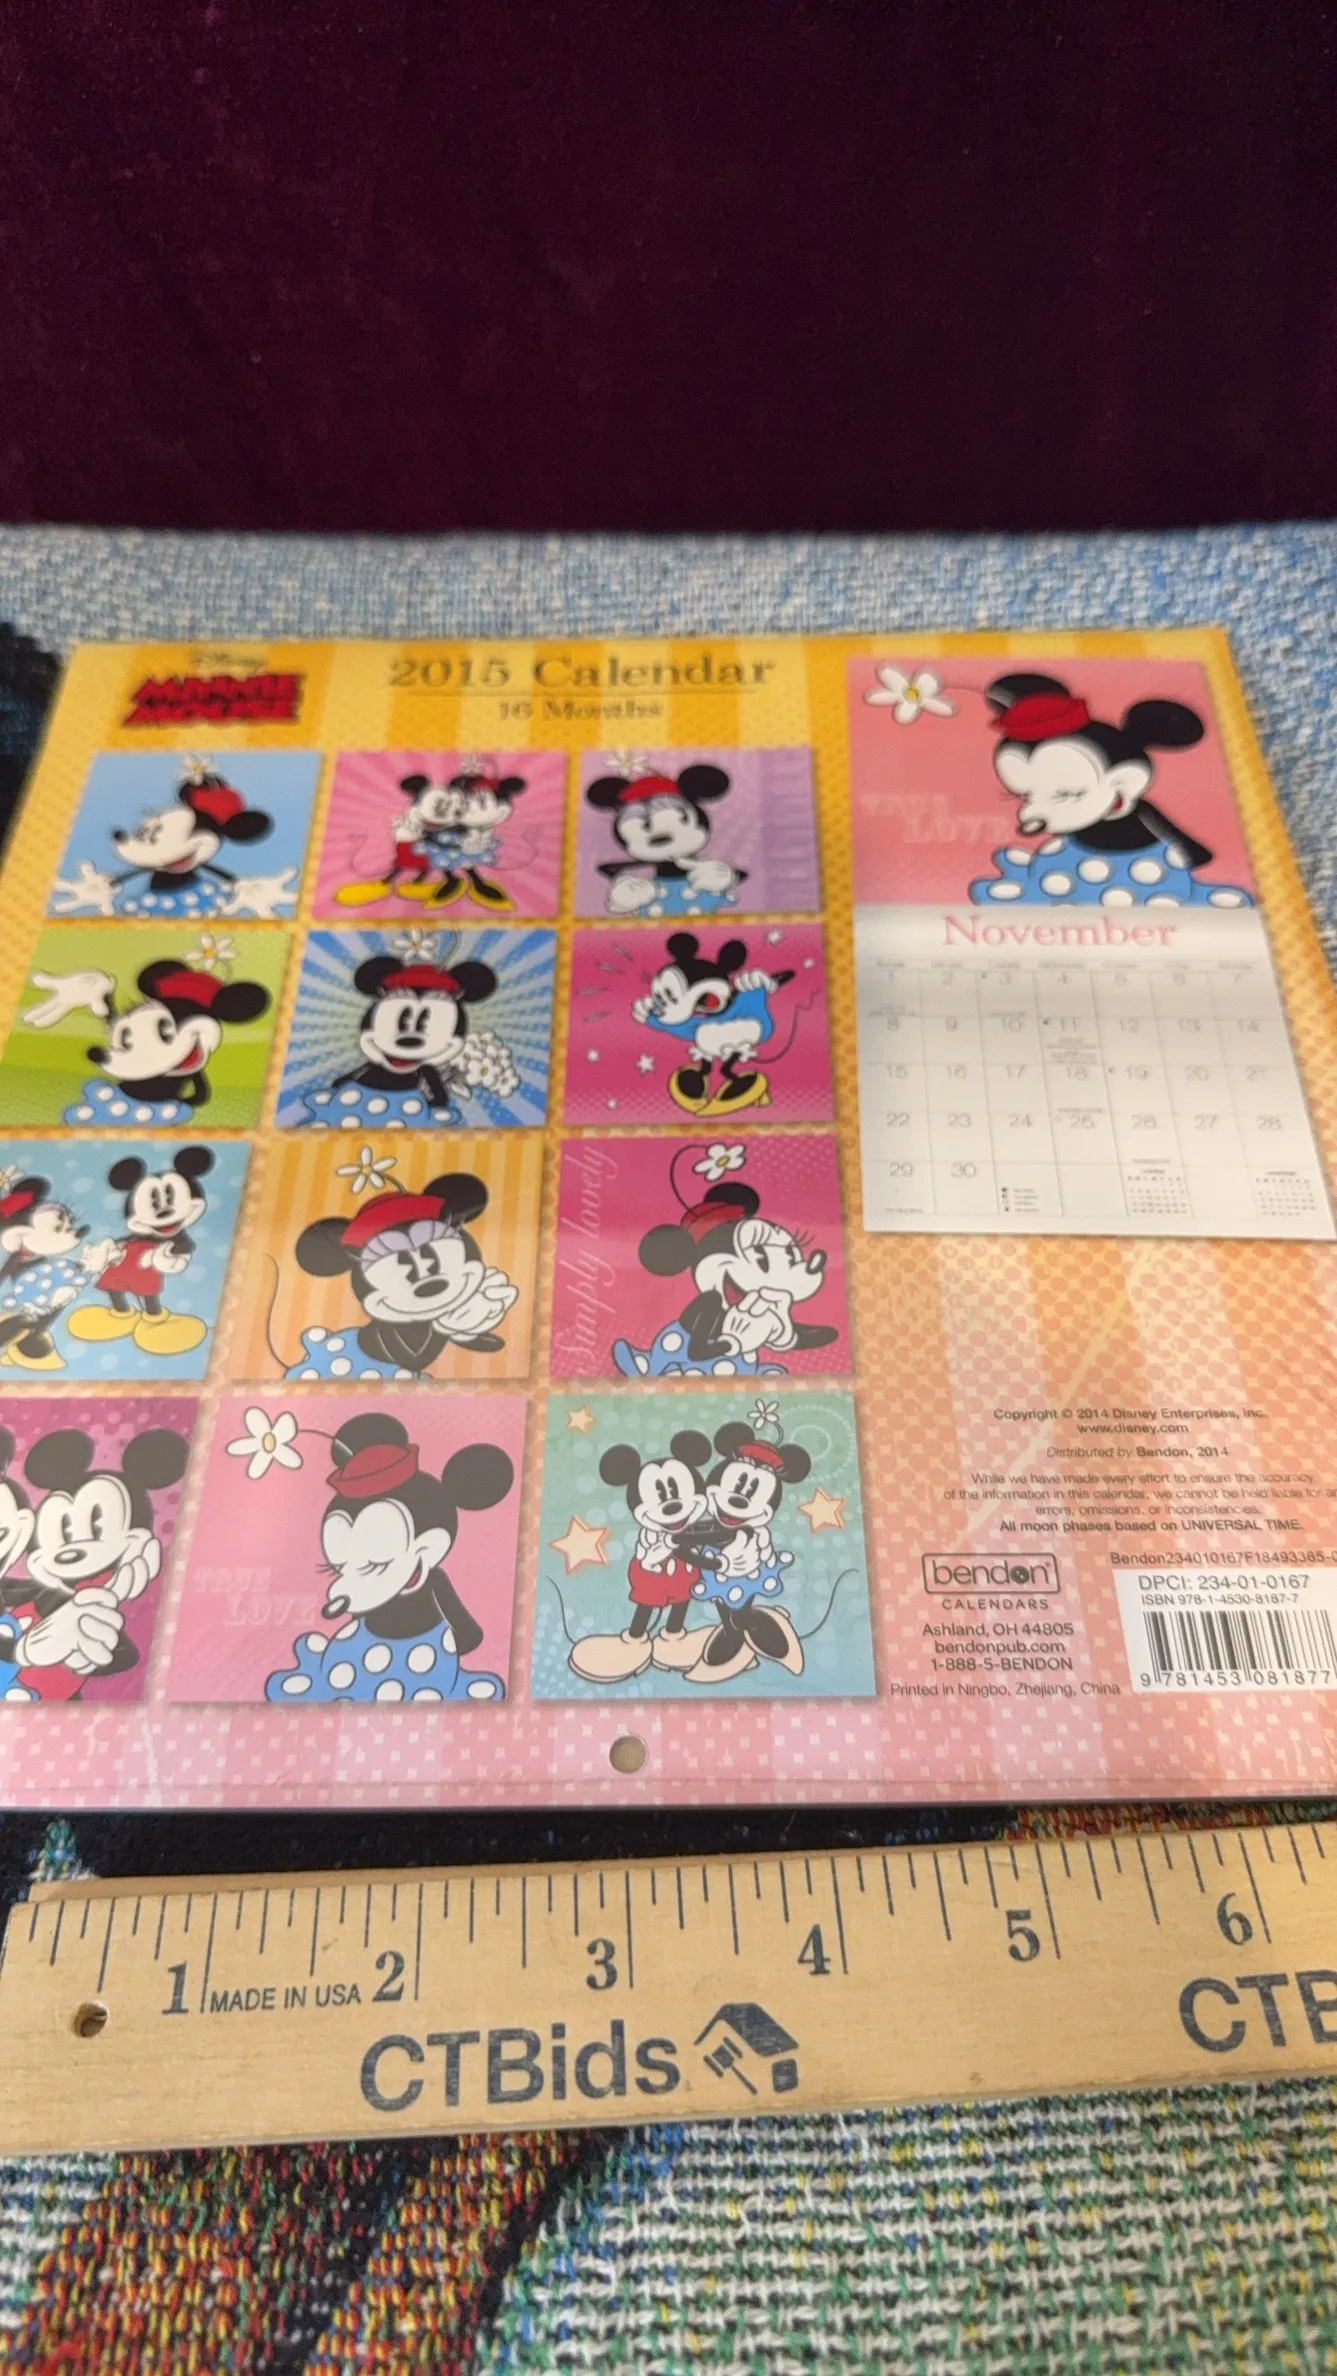 Disney
MINNIE
MOUSE
2015 Calendar
16 Months
TRUE
LOVE
November
1 2 3 4 5 6 7
8 9 10 11 12 13 14
15 16 17 18 19 20 21
22 23 24 25 26 27 28
29 30
Simply lovely
TRUE
LOVE
Copyright © 2014 Disney Enterprises, Inc.
www.disney.com
Distributed by Bendon, 2014
While we have made every effort to ensure the accuracy
of the information in this calendar, we cannot be held liable for
errors, omissions, or inconsistencies.
All moon phases based on UNIVERSAL TIME.
bendon
CALENDARS
Ashland, OH 44805
bendonpub.com
1-888-5-BENDON
Printed in Ningbo, Zhejiang, China
Bendon234010167F18493365-
DPCI: 234-01-0167
ISBN 978-1-4530-8187-7
9 781453 081877
1 2 3 4 5 6
MADE IN USA
CTBids
CTB